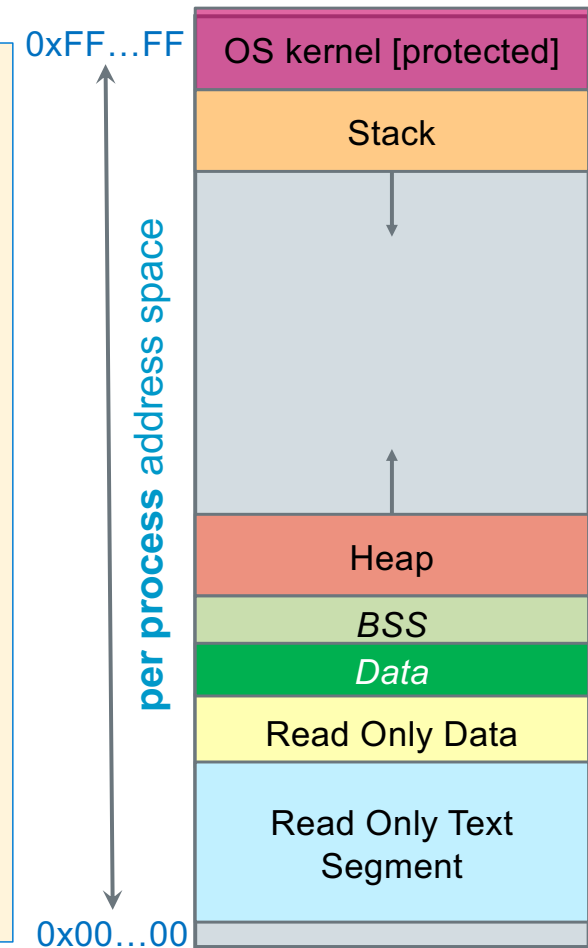 0xFF…FF
OS kernel [protected]
Stack
per process address space
Heap
BSS
Data
Read Only Data
Read Only Text
Segment
0x00…00